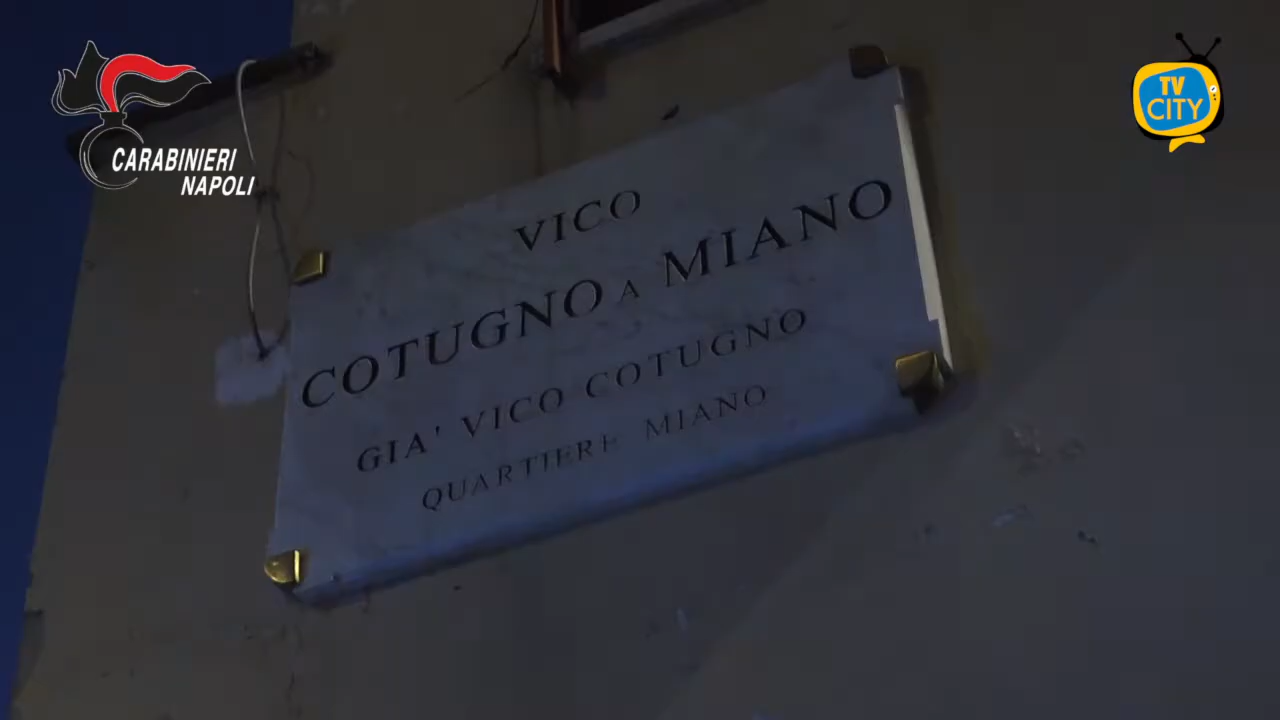 CARABINIERI
NAPOLI
TV
CITY
VICO
COTUGNO A MIANO
GIA' VICO COTUGNO
QUARTIERE MIANO